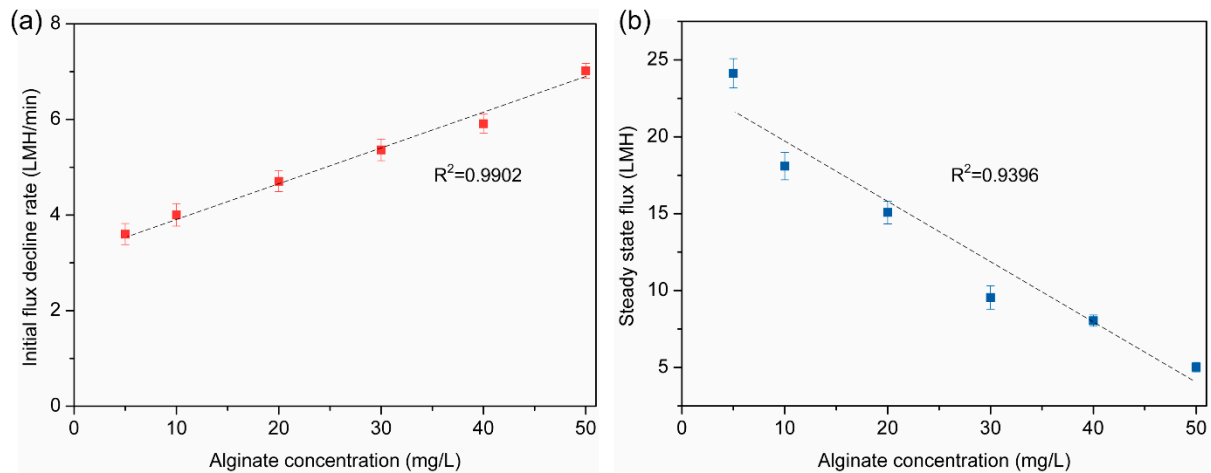 (a)
8
6
4
2
0
Initial flux decline rate (LMH/min)
R²=0.9902
0 10 20 30 40 50
Alginate concentration (mg/L)
(b)
25
20
15
10
5
Steady state flux (LMH)
R²=0.9396
0 10 20 30 40 50
Alginate concentration (mg/L)